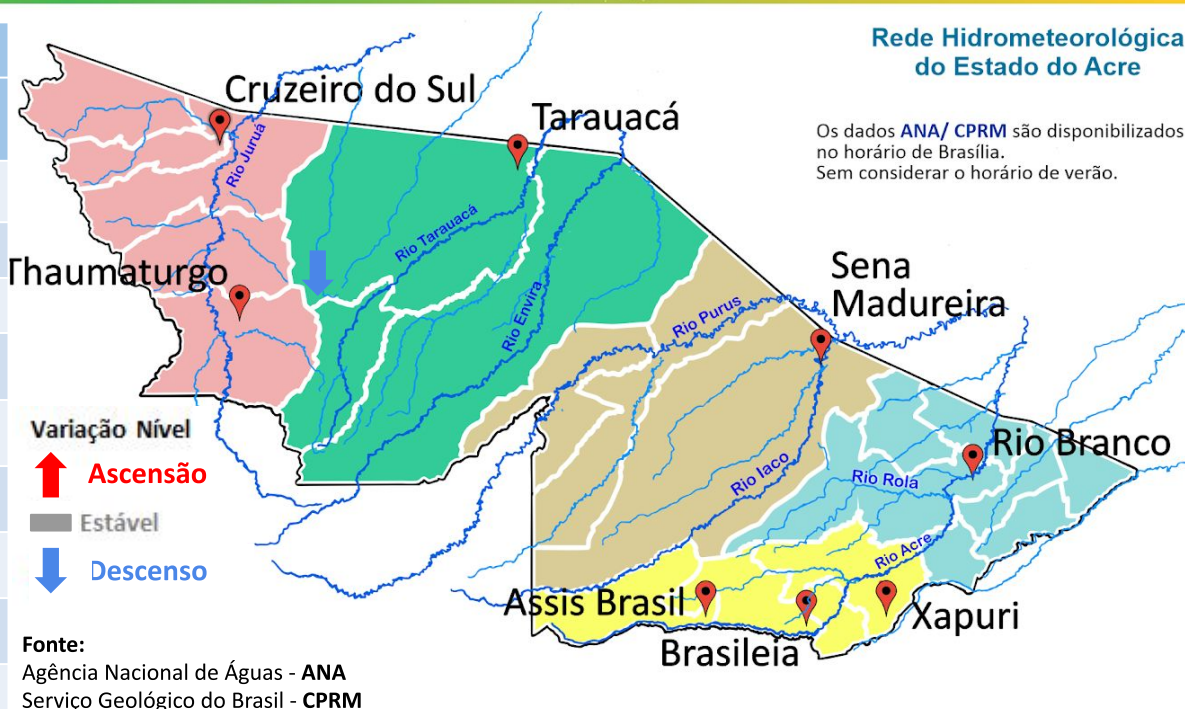 Rede Hidrometeorológica
do Estado do Acre
Os dados ANA/ CPRM são disponibilizados
no horário de Brasília.
Sem considerar o horário de verão.
Cruzeiro do Sul
Tarauacá
Rio Juruá
Rio Tarauacá
Thaumaturgo
Rio Envira
Rio Purus
Sena
Madureira
Rio Branco
Rio Iaco
Rio Rola
Rio Acre
Assis Brasil
Brasileia
Xapuri
Variação Nível
Ascensão
Estável
Descenso
Fonte:
Agência Nacional de Águas - ANA
Serviço Geológico do Brasil - CPRM